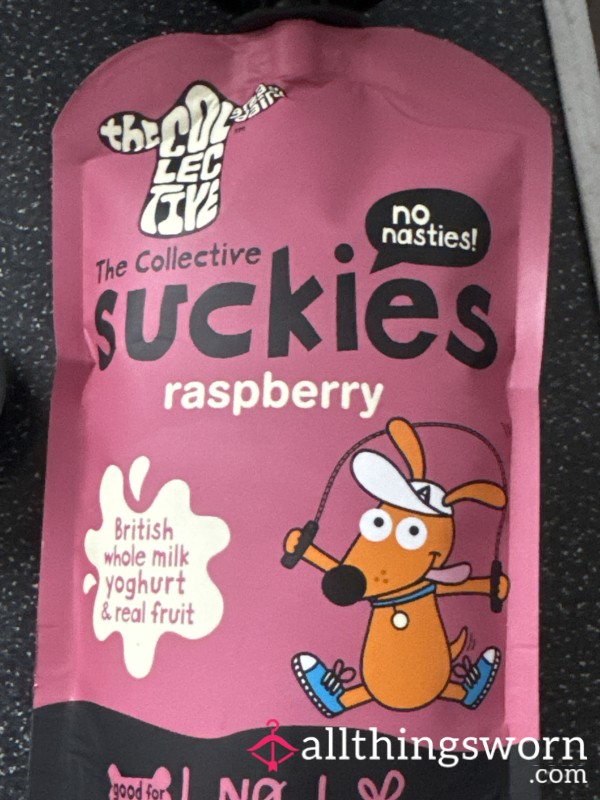 the
COL
LEC
TIVE
no
nasties!
The Collective
suckies
raspberry
British
whole milk
yoghurt
& real fruit
good for
NO
allthingsworn
.com